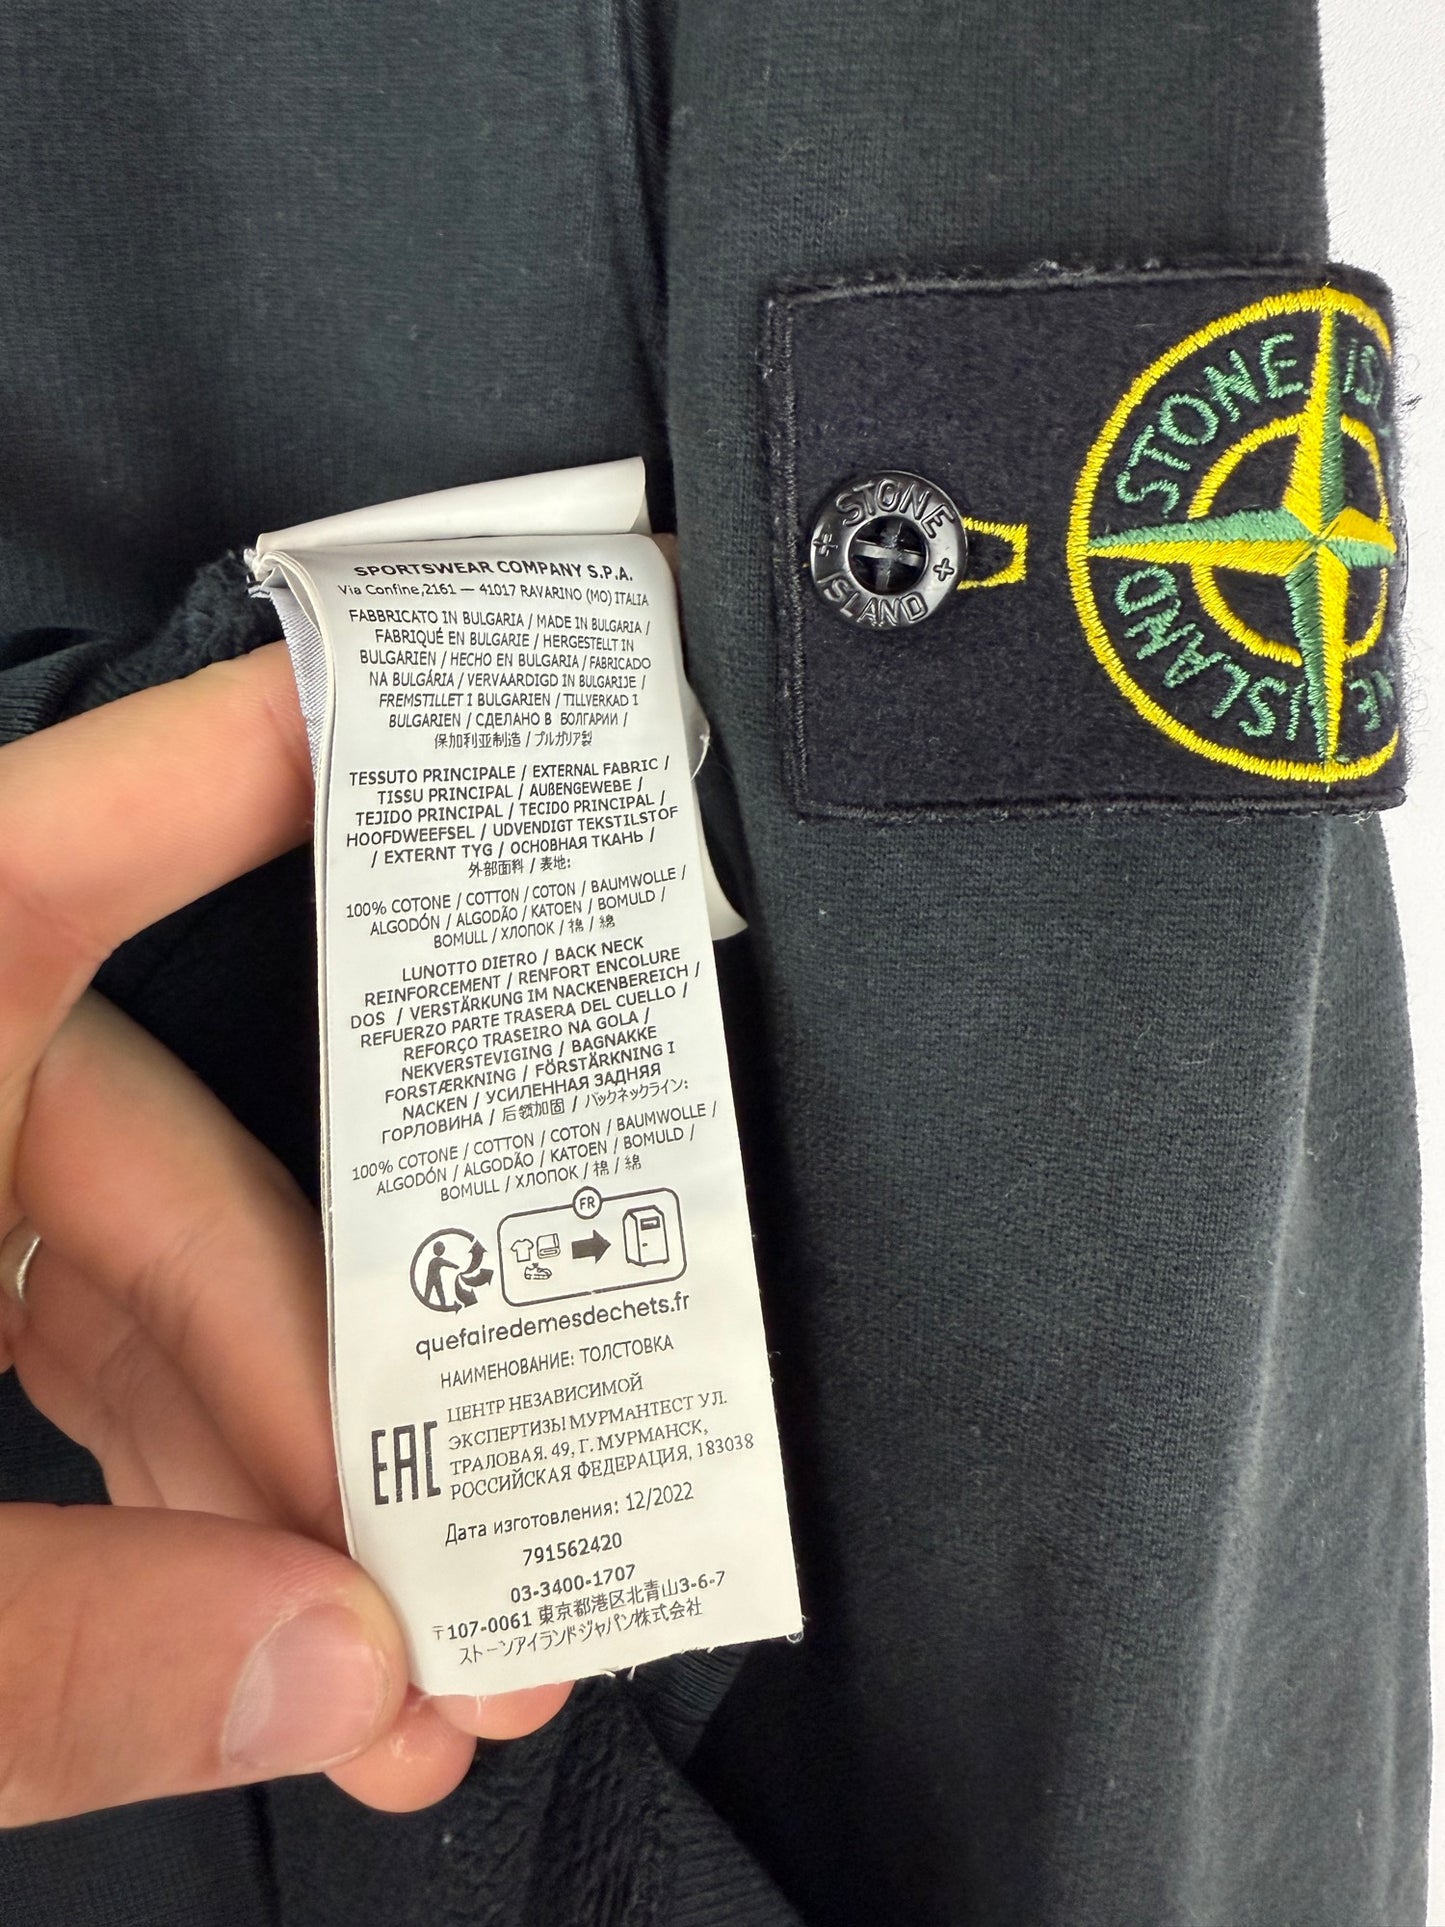 SPORTSWEAR COMPANY S.P.A.
Via Confine,2161 — 41017 RAVARINO (MO) ITALIA
FABBRICATO IN BULGARIA / MADE IN BULGARIA /
FABRIQUÉ EN BULGARIE / HERGESTELLT IN
BULGARIEN / HECHO EN BULGARIA / FABRICADO
NA BULGÁRIA / VERVAARDIGD IN BULGARIJE /
FREMSTILLET I BULGARIEN / TILLVERKAD I
BULGARIEN / СДЕЛАНО В БОЛГАРИИ /
保加利亚制造 / ブルガリア製
TESSUTO PRINCIPALE / EXTERNAL FABRIC /
TISSU PRINCIPAL / AUßENGEWEBE /
TEJIDO PRINCIPAL / TECIDO PRINCIPAL /
HOOFDWEEFSEL / UDVENDIGT TEKSTILSTOF
/ EXTERNT TYG / ОСНОВНАЯ ТКАНЬ /
外部面料 / 表地:
100% COTONE / COTTON / COTON / BAUMWOLLE /
ALGODÓN / ALGODÃO / KATOEN / BOMULD /
BOMULL / ХЛОПОК / 棉 / 綿
LUNOTTO DIETRO / BACK NECK
REINFORCEMENT / RENFORT ENCOLURE
DOS / VERSTÄRKUNG IM NACKENBEREICH /
REFUERZO PARTE TRASERA DEL CUELLO /
REFORÇO TRASEIRO NA GOLA /
NEKVERSTEVIGING / BAGNAKKE
FORSTÆRKNING / FÖRSTÄRKNING I
NACKEN / УСИЛЕННАЯ ЗАДНЯЯ
ГОРЛОВИНА / 后领加固 / バックネックライン:
100% COTONE / COTTON / COTON / BAUMWOLLE /
ALGODÓN / ALGODÃO / KATOEN / BOMULD /
BOMULL / ХЛОПОК / 棉 / 綿
FR
quefairedemesdechets.fr
НАИМЕНОВАНИЕ: ТОЛСТОВКА
EAC
ЦЕНТР НЕЗАВИСИМОЙ
ЭКСПЕРТИЗЫ МУРМАНТЕСТ УЛ.
ТРАЛОВАЯ. 49, Г. МУРМАНСК,
РОССИЙСКАЯ ФЕДЕРАЦИЯ, 183038
Дата изготовления: 12/2022
791562420
03-3400-1707
〒107-0061 東京都港区北青山3-6-7
ストーンアイランドジャパン株式会社
STONE
ISLAND
STONE
ISLAND